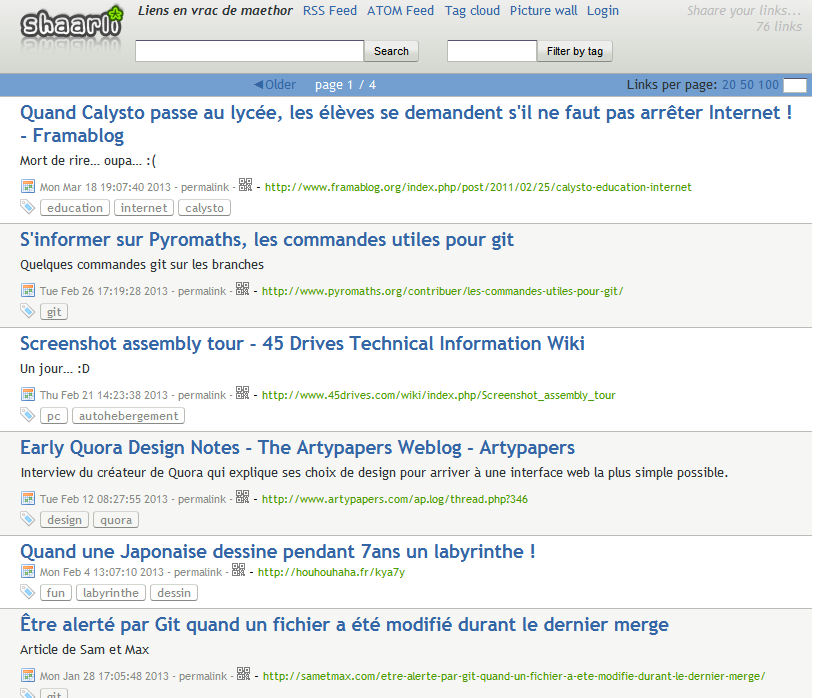 shaarli Liens en vrac de maethor RSS Feed ATOM Feed Tag cloud Picture wall Login Shaare your links...
76 links
Search Filter by tag
◄Older page 1 / 4 Links per page: 20 50 100
Quand Calysto passe au lycée, les élèves se demandent s'il ne faut pas arrêter Internet !
- Framablog
Mort de rire... oupa... :(
Mon Mar 18 19:07:40 2013 - permalink - - http://www.framablog.org/index.php/post/2011/02/25/calysto-education-internet
education internet calysto
S'informer sur Pyromaths, les commandes utiles pour git
Quelques commandes git sur les branches
Tue Feb 26 17:19:28 2013 - permalink - - http://www.pyromaths.org/contribuer/les-commandes-utiles-pour-git/
git
Screenshot assembly tour - 45 Drives Technical Information Wiki
Un jour... :D
Thu Feb 21 14:23:38 2013 - permalink - - http://www.45drives.com/wiki/index.php/Screenshot_assembly_tour
pc autohebergement
Early Quora Design Notes - The Artypapers Weblog - Artypapers
Interview du créateur de Quora qui explique ses choix de design pour arriver à une interface web la plus simple possible.
Tue Feb 12 08:27:55 2013 - permalink - - http://www.artypapers.com/ap.log/thread.php?346
design quora
Quand une Japonaise dessine pendant 7ans un labyrinthe !
Mon Feb 4 13:07:10 2013 - permalink - - http://houhouhaha.fr/kya7y
fun labyrinthe dessin
Être alerté par Git quand un fichier a été modifié durant le dernier merge
Article de Sam et Max
Mon Jan 28 17:05:48 2013 - permalink - - http://sametmax.com/etre-alerte-par-git-quand-un-fichier-a-ete-modifie-durant-le-dernier-merge/
git